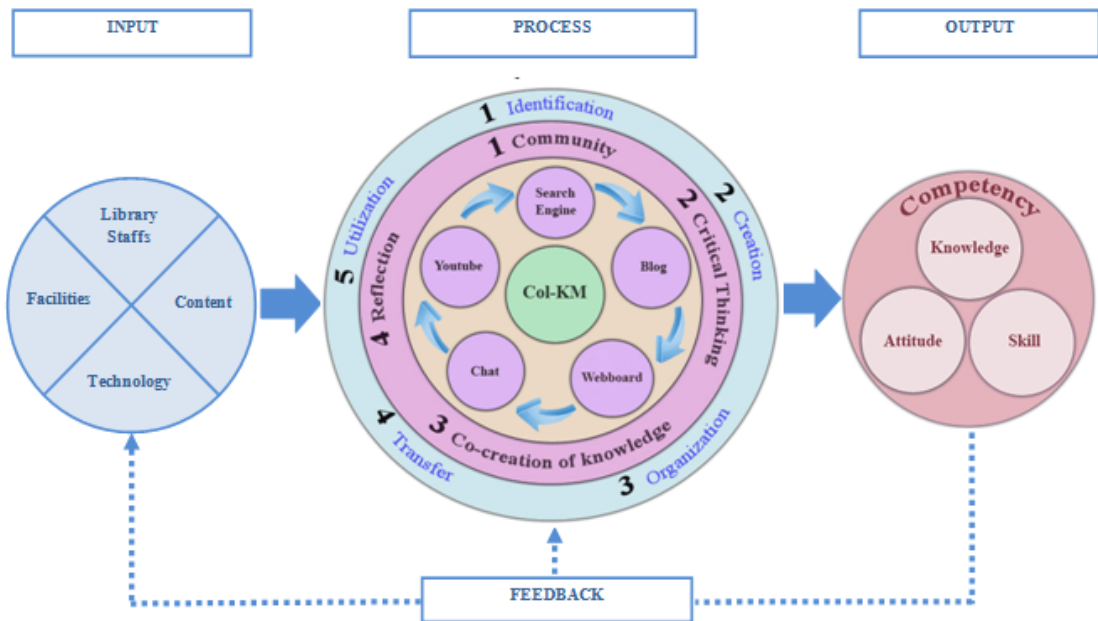 INPUT
PROCESS
OUTPUT
Library
Staffs
Facilities
Content
Technology
1 Identification
2 Creation
3 Organization
4 Transfer
5 Utilization
1 Community
2 Critical Thinking
3 Co-creation of knowledge
4 Reflection
Search
Engine
Blog
Webboard
Chat
Youtube
Col-KM
Competency
Knowledge
Attitude
Skill
FEEDBACK